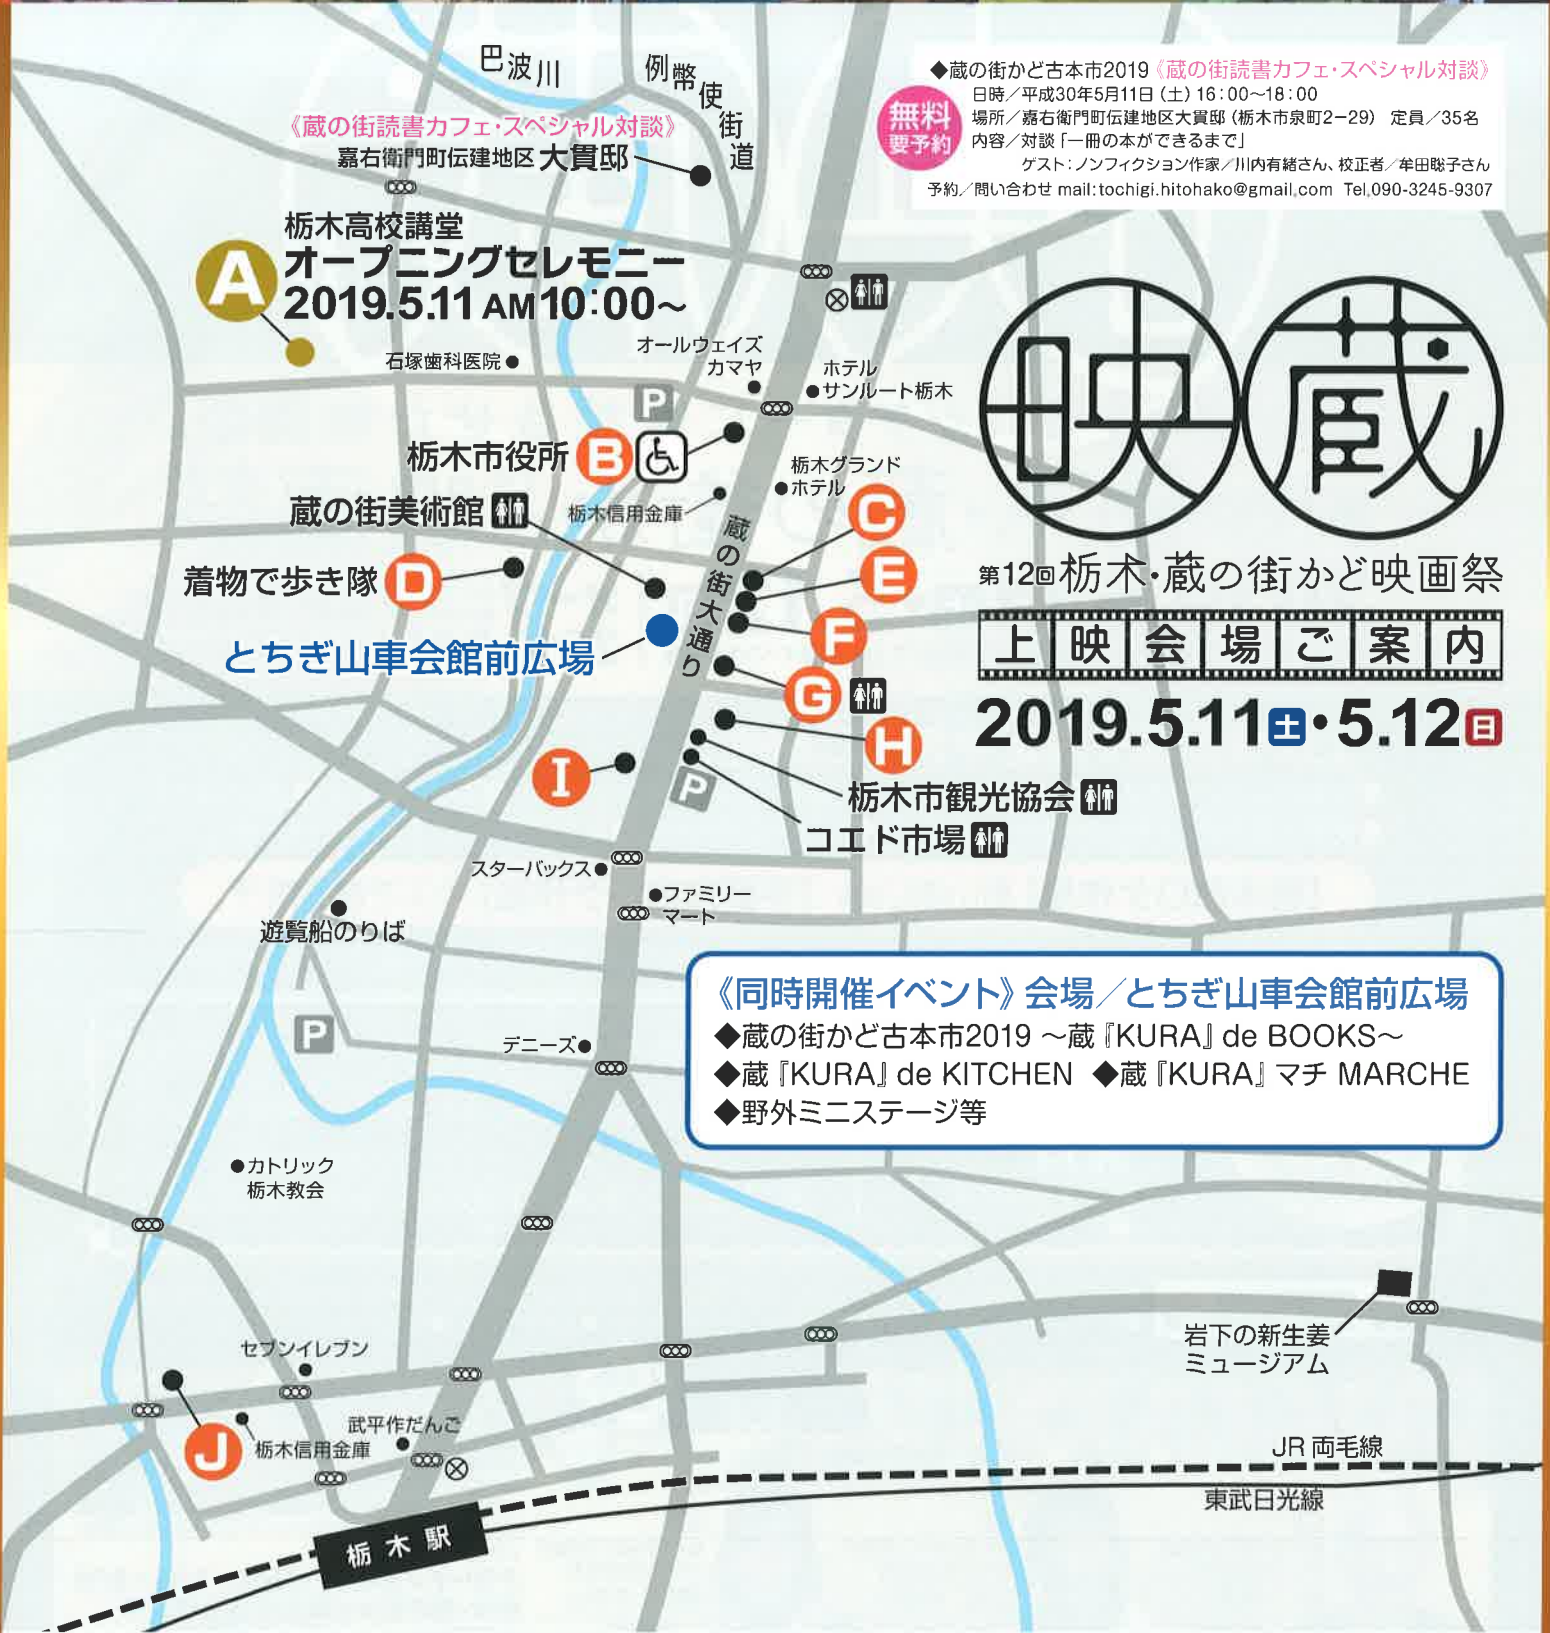 巴波川
例幣使街道
《蔵の街読書カフェ・スペシャル対談》
嘉右衛門町伝建地区 大貫邸
◆蔵の街かど古本市2019《蔵の街読書カフェ・スペシャル対談》
無料
要予約
日時／平成30年5月11日（土）16：00～18：00
場所／嘉右衛門町伝建地区大貫邸（栃木市泉町2-29） 定員／35名
内容／対談「一冊の本ができるまで」
ゲスト：ノンフィクション作家／川内有緒さん、校正者／牟田聡子さん
予約／問い合わせ mail:tochigi.hitohako@gmail.com Tel.090-3245-9307
A
栃木高校講堂
オープニングセレモニー
2019.5.11 AM 10:00～
石塚歯科医院
オールウェイズ
カマヤ
ホテル
サンルート栃木
P
栃木市役所 B
栃木グランド
ホテル
蔵の街美術館
栃木信用金庫
C
着物で歩き隊 D
E
蔵の街大通り
とちぎ山車会館前広場
F
G
H
I
P
栃木市観光協会
コエド市場
映蔵
第12回 栃木・蔵の街かど映画祭
上映会場ご案内
2019.5.11土・5.12日
スターバックス
ファミリー
マート
遊覧船のりば
P
デニーズ
《同時開催イベント》会場／とちぎ山車会館前広場
◆蔵の街かど古本市2019 ～蔵『KURA』de BOOKS～
◆蔵『KURA』de KITCHEN ◆蔵『KURA』マチ MARCHE
◆野外ミニステージ等
カトリック
栃木教会
岩下の新生姜
ミュージアム
セブンイレブン
J
栃木信用金庫
武平作だんご
JR 両毛線
東武日光線
栃木駅